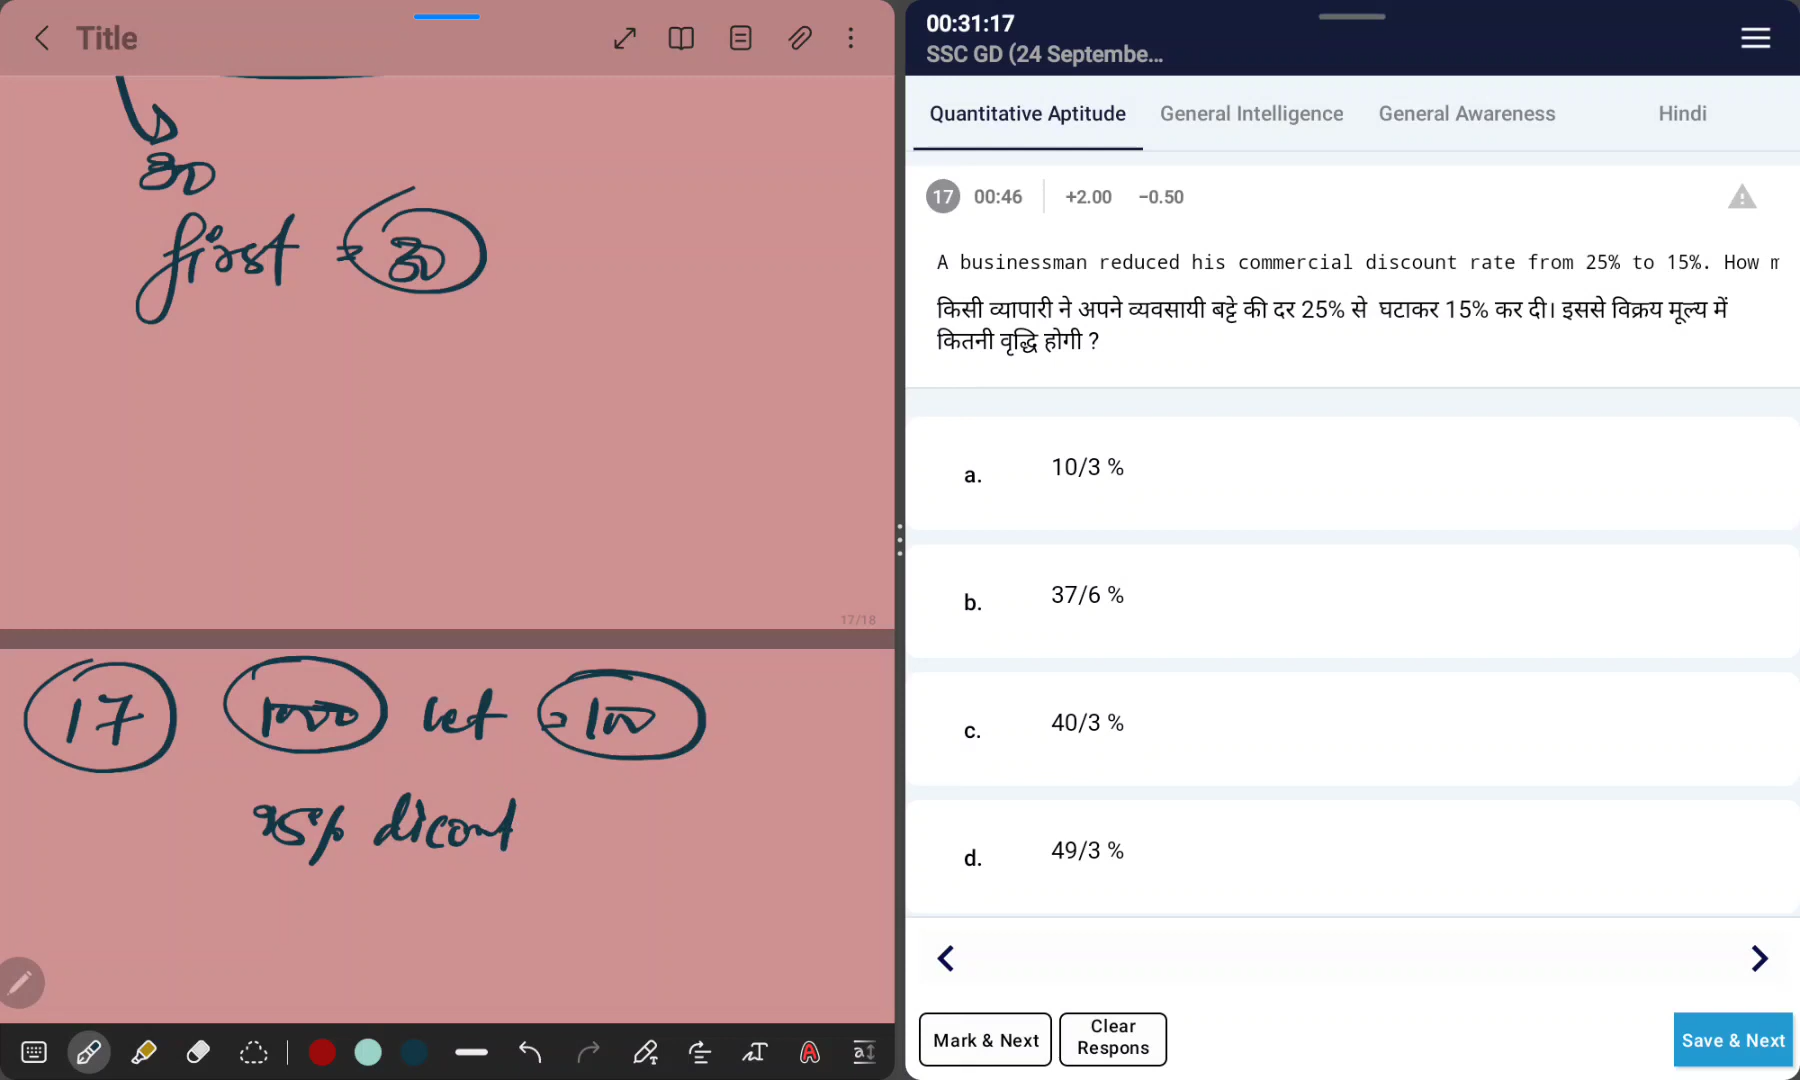 Title
30
first = 30
17/18
17 1000 let = 100
25% dicont
00:31:17
SSC GD (24 Septembe...
Quantitative Aptitude General Intelligence General Awareness Hindi
17 00:46 +2.00 -0.50
A businessman reduced his commercial discount rate from 25% to 15%. How m
किसी व्यापारी ने अपने व्यवसायी बट्टे की दर 25% से घटाकर 15% कर दी। इससे विक्रय मूल्य में
कितनी वृद्धि होगी ?
a. 10/3 %
b. 37/6 %
c. 40/3 %
d. 49/3 %
Mark & Next
Clear
Respons
Save & Next